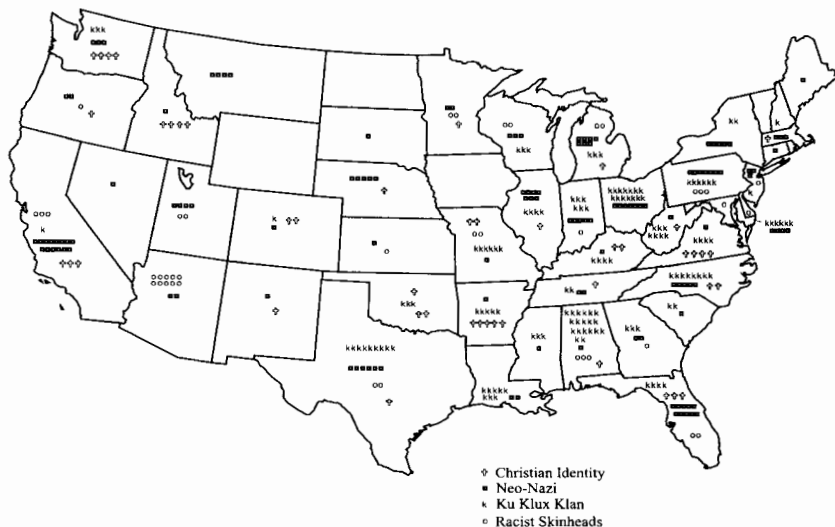 ✞ Christian Identity
■ Neo-Nazi
k Ku Klux Klan
○ Racist Skinheads